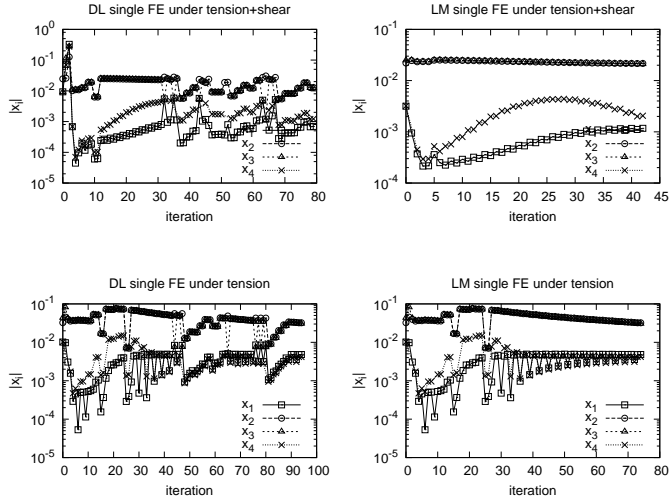 DL single FE under tension+shear
10^0
10^-1
10^-2
10^-3
10^-4
10^-5
|x_i|
x_2
x_3
x_4
0 10 20 30 40 50 60 70 80
iteration
LM single FE under tension+shear
10^-1
10^-2
10^-3
10^-4
|x_i|
x_2
x_3
x_4
0 5 10 15 20 25 30 35 40 45
iteration
DL single FE under tension
10^-1
10^-2
10^-3
10^-4
10^-5
|x_i|
x_1
x_2
x_3
x_4
0 10 20 30 40 50 60 70 80 90 100
iteration
LM single FE under tension
10^-1
10^-2
10^-3
10^-4
10^-5
|x_i|
x_1
x_2
x_3
x_4
0 10 20 30 40 50 60 70 80
iteration